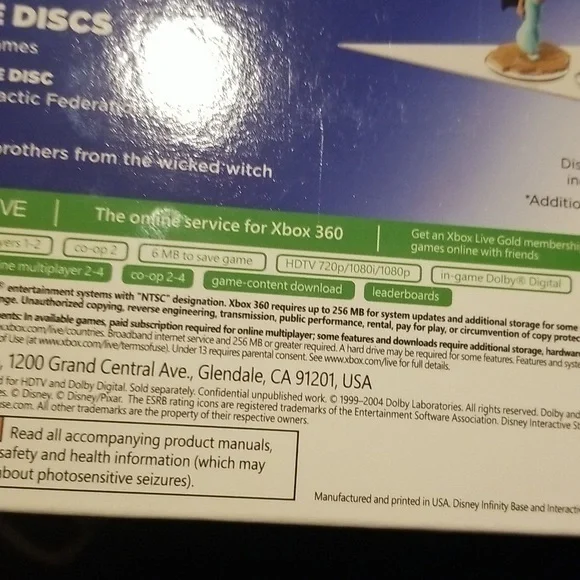 E DISCS
mes
E DISC
actic Federa
brothers from the wicked witch
Dis
in
*Additio
VE | The online service for Xbox 360 | Get an Xbox Live Gold membersh
games online with friends
yers 1-2 co-op 2 6 MB to save game HDTV 720p/1080i/1080p in-game Dolby® Digital
ne multiplayer 2-4 co-op 2-4 game-content download leaderboards
® entertainment systems with "NTSC" designation. Xbox 360 requires up to 256 MB for system updates and additional storage for some
nge. Unauthorized copying, reverse engineering, transmission, public performance, rental, pay for play, or circumvention of copy protec
ents: In available games, paid subscription required for online multiplayer; some features and downloads require additional storage, hardwar
xbox.com/live/countries. Broadband internet service and 256 MB or greater required. A hard drive may be required for some features. Features and syste
of Use (at www.xbox.com/live/termsofuse). Under 13 requires parental consent. See www.xbox.com/live for full details.
, 1200 Grand Central Ave., Glendale, CA 91201, USA
d for HDTV and Dolby Digital. Sold separately. Confidential unpublished work. © 1999–2004 Dolby Laboratories. All rights reserved. Dolby and
es. © Disney. © Disney/Pixar. The ESRB rating icons are registered trademarks of the Entertainment Software Association. Disney Interactive St
se.com. All other trademarks are the property of their respective owners.
Read all accompanying product manuals,
safety and health information (which may
bout photosensitive seizures).
Manufactured and printed in USA. Disney Infinity Base and Interacti